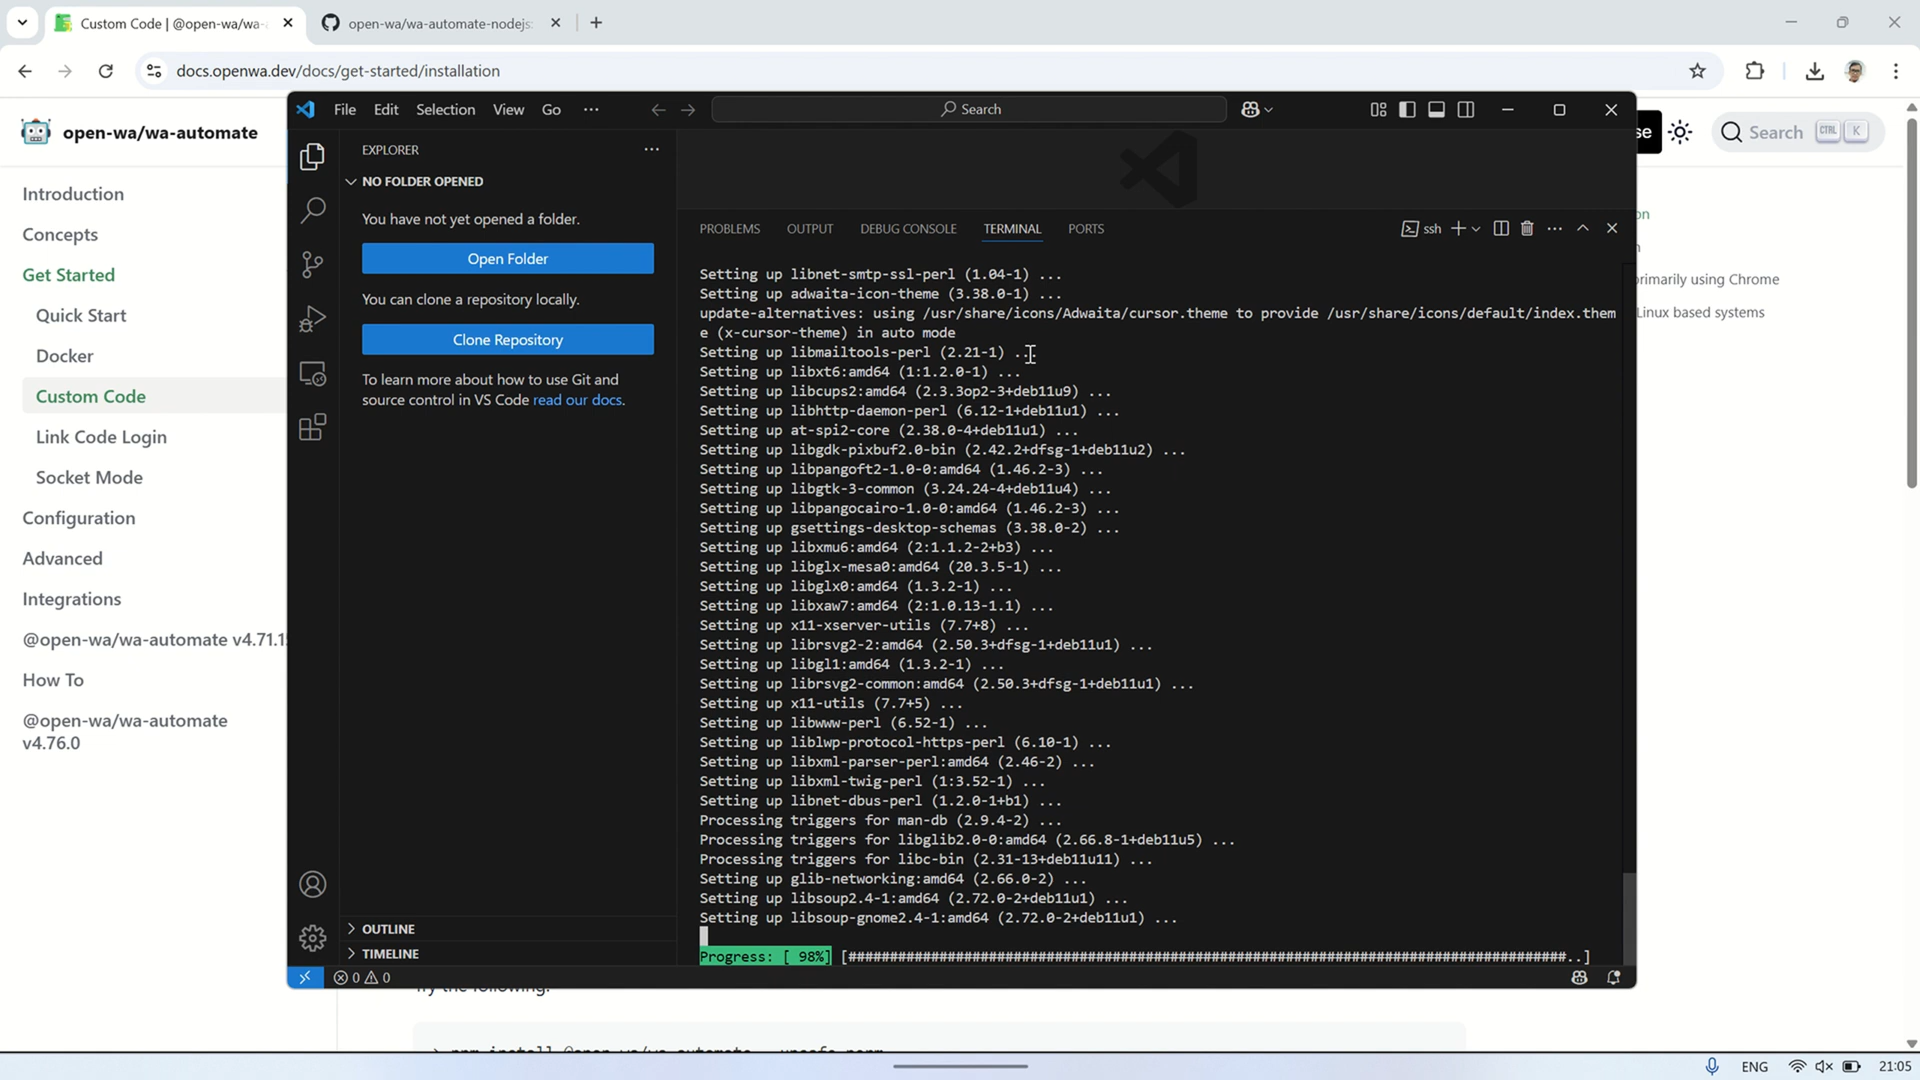 Custom Code | @open-wa/wa-
open-wa/wa-automate-nodejs:
docs.openwa.dev/docs/get-started/installation
open-wa/wa-automate
Search CTRL K
Introduction
Concepts
Get Started
Quick Start
Docker
Custom Code
Link Code Login
Socket Mode
Configuration
Advanced
Integrations
@open-wa/wa-automate v4.71.1
How To
@open-wa/wa-automate
v4.76.0
File Edit Selection View Go ...
Search
EXPLORER
NO FOLDER OPENED
You have not yet opened a folder.
Open Folder
You can clone a repository locally.
Clone Repository
To learn more about how to use Git and
source control in VS Code read our docs.
OUTLINE
TIMELINE
0 0
PROBLEMS OUTPUT DEBUG CONSOLE TERMINAL PORTS
ssh
Setting up libnet-smtp-ssl-perl (1.04-1) ...
Setting up adwaita-icon-theme (3.38.0-1) ...
update-alternatives: using /usr/share/icons/Adwaita/cursor.theme to provide /usr/share/icons/default/index.them
e (x-cursor-theme) in auto mode
Setting up libmailtools-perl (2.21-1) ...
Setting up libxt6:amd64 (1:1.2.0-1) ...
Setting up libcups2:amd64 (2.3.3op2-3+deb11u9) ...
Setting up libhttp-daemon-perl (6.12-1+deb11u1) ...
Setting up at-spi2-core (2.38.0-4+deb11u1) ...
Setting up libgdk-pixbuf2.0-bin (2.42.2+dfsg-1+deb11u2) ...
Setting up libpangoft2-1.0-0:amd64 (1.46.2-3) ...
Setting up libgtk-3-common (3.24.24-4+deb11u4) ...
Setting up libpangocairo-1.0-0:amd64 (1.46.2-3) ...
Setting up gsettings-desktop-schemas (3.38.0-2) ...
Setting up libxmu6:amd64 (2:1.1.2-2+b3) ...
Setting up libglx-mesa0:amd64 (20.3.5-1) ...
Setting up libglx0:amd64 (1.3.2-1) ...
Setting up libxaw7:amd64 (2:1.0.13-1.1) ...
Setting up x11-xserver-utils (7.7+8) ...
Setting up librsvg2-2:amd64 (2.50.3+dfsg-1+deb11u1) ...
Setting up libgl1:amd64 (1.3.2-1) ...
Setting up librsvg2-common:amd64 (2.50.3+dfsg-1+deb11u1) ...
Setting up x11-utils (7.7+5) ...
Setting up libwww-perl (6.52-1) ...
Setting up liblwp-protocol-https-perl (6.10-1) ...
Setting up libxml-parser-perl:amd64 (2.46-2) ...
Setting up libxml-twig-perl (1:3.52-1) ...
Setting up libnet-dbus-perl (1.2.0-1+b1) ...
Processing triggers for man-db (2.9.4-2) ...
Processing triggers for libglib2.0-0:amd64 (2.66.8-1+deb11u5) ...
Processing triggers for libc-bin (2.31-13+deb11u11) ...
Setting up glib-networking:amd64 (2.66.0-2) ...
Setting up libsoup2.4-1:amd64 (2.72.0-2+deb11u1) ...
Setting up libsoup-gnome2.4-1:amd64 (2.72.0-2+deb11u1) ...
Progress: [ 98%] [########################################################################################..]
primarily using Chrome
Linux based systems
ENG 21:05